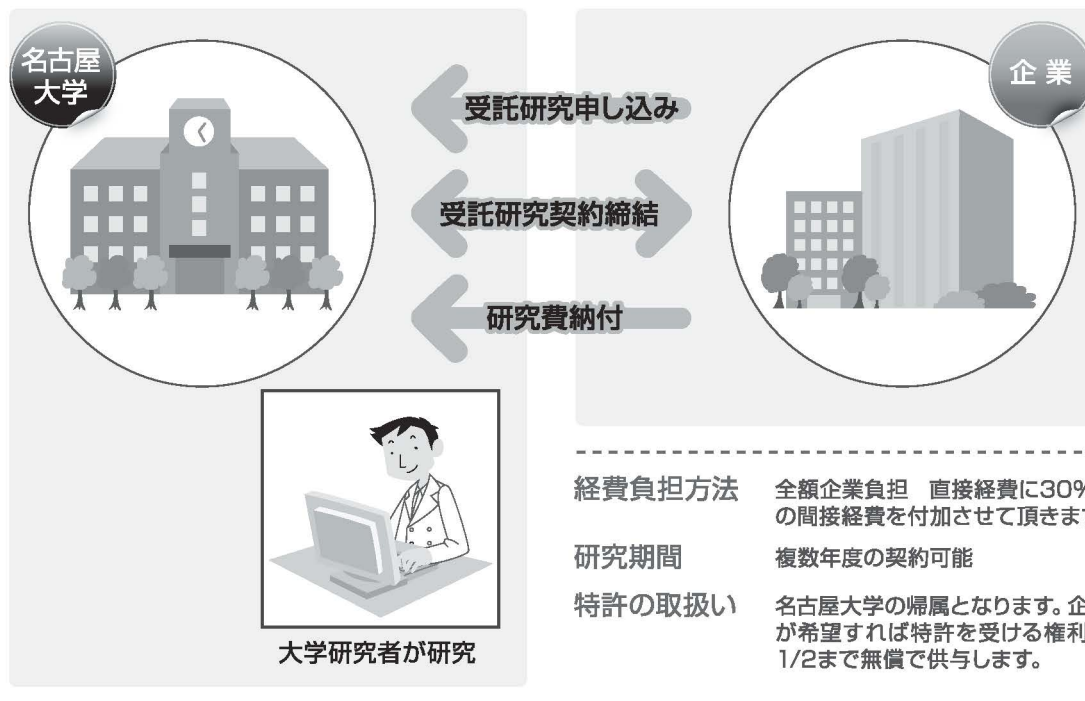 名古屋
大学
企業
受託研究申し込み
受託研究契約締結
研究費納付
大学研究者が研究
経費負担方法 全額企業負担 直接経費に30%
の間接経費を付加させて頂きま
研究期間 複数年度の契約可能
特許の取扱い 名古屋大学の帰属となります。企
が希望すれば特許を受ける権利
1/2まで無償で供与します。